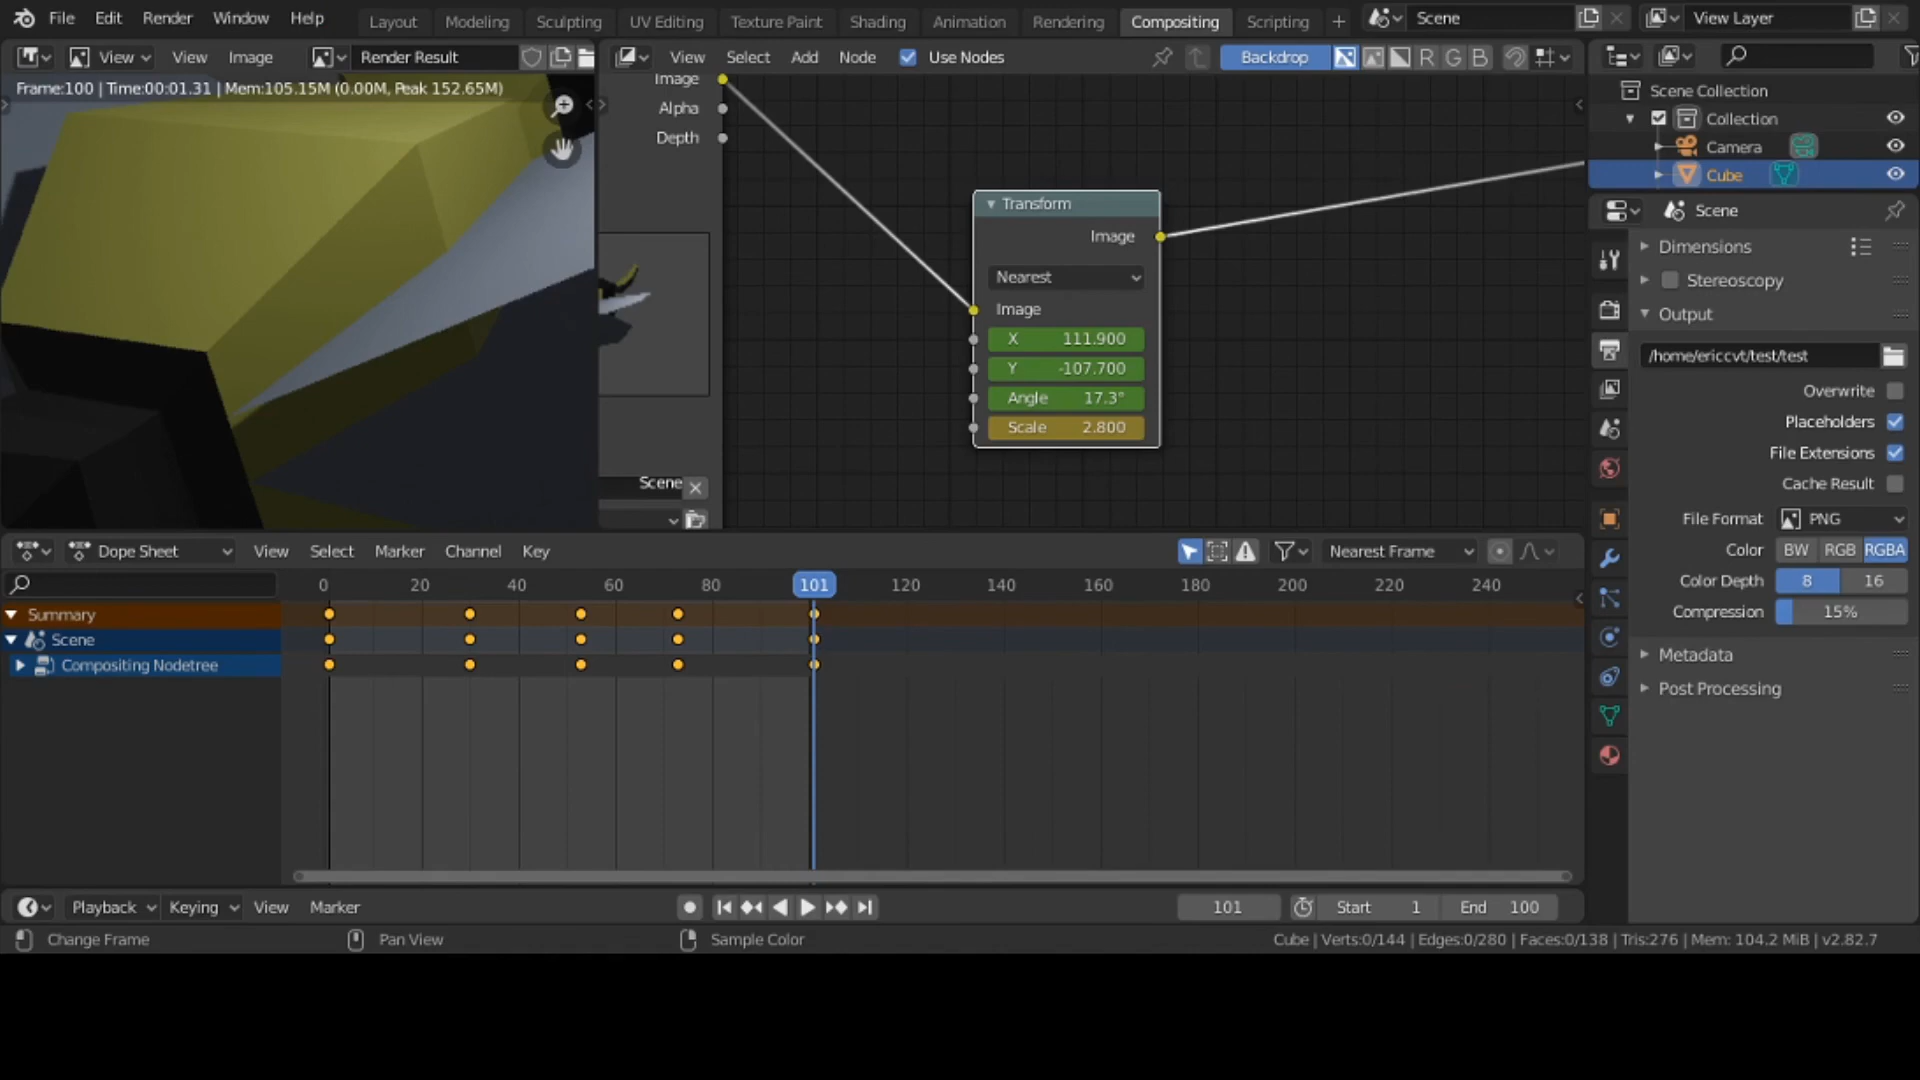 File Edit Render Window Help Layout Modeling Sculpting UV Editing Texture Paint Shading Animation Rendering Compositing Scripting + Scene View Layer
View View Image Render Result View Select Add Node Use Nodes Backdrop R G B
Frame:100 | Time:00:01.31 | Mem:105.15M (0.00M, Peak 152.65M)
Image
Alpha
Depth
Scene
Transform
Image
Nearest
Image
X 111.900
Y -107.700
Angle 17.3°
Scale 2.800
Scene Collection
Collection
Camera
Cube
Scene
Dimensions
Stereoscopy
Output
/home/ericcvt/test/test
Overwrite
Placeholders
File Extensions
Cache Result
File Format PNG
Color BW RGB RGBA
Color Depth 8 16
Compression 15%
Metadata
Post Processing
Dope Sheet View Select Marker Channel Key Nearest Frame
0 20 40 60 80 101 120 140 160 180 200 220 240
Summary
Scene
Compositing Nodetree
Playback Keying View Marker 101 Start 1 End 100
Change Frame Pan View Sample Color Cube | Verts:0/144 | Edges:0/280 | Faces:0/138 | Tris:276 | Mem: 104.2 MiB | v2.82.7